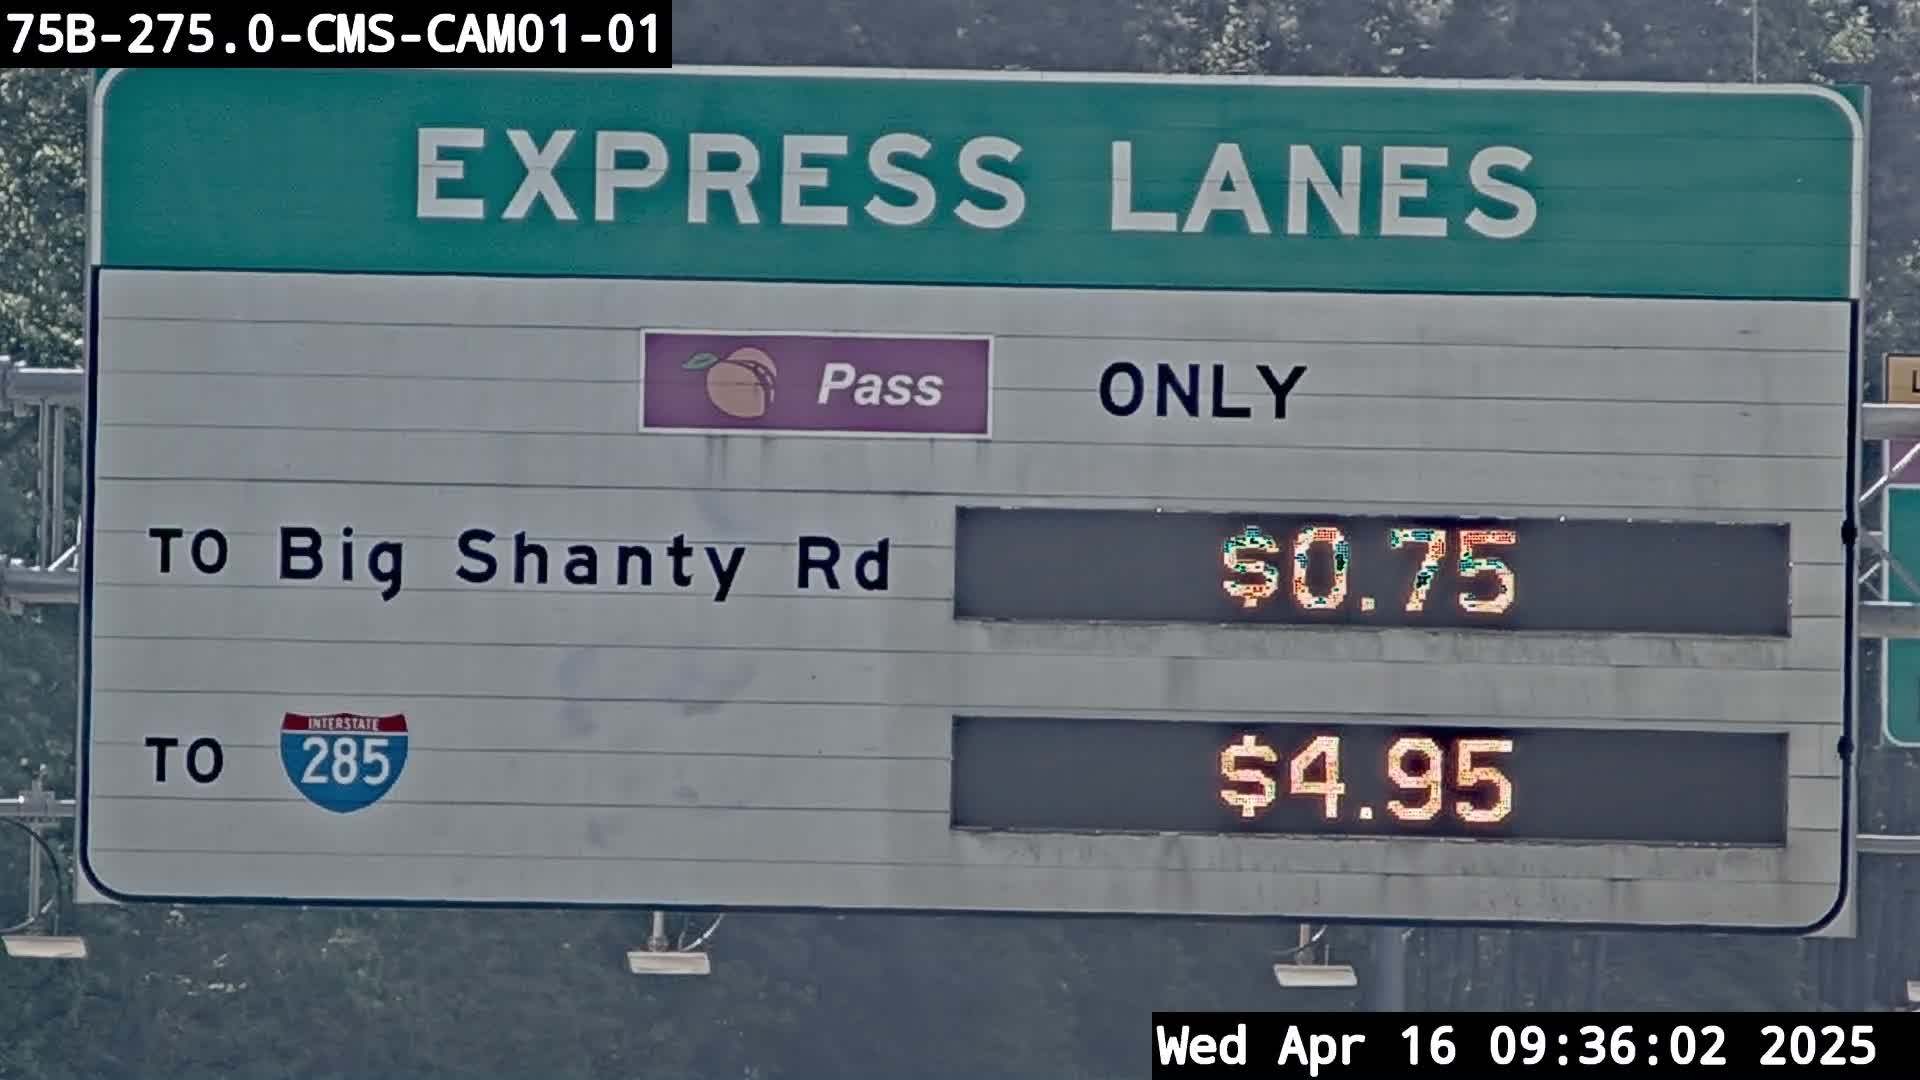 75B-275.0-CMS-CAM01-01
EXPRESS LANES
Pass ONLY
TO Big Shanty Rd $0.75
INTERSTATE
TO 285 $4.95
Wed Apr 16 09:36:02 2025